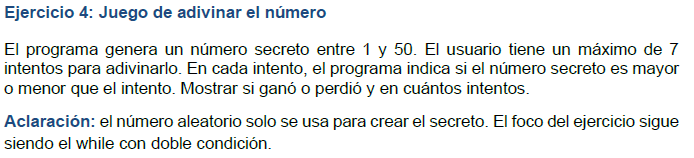 Ejercicio 4: Juego de adivinar el número
El programa genera un número secreto entre 1 y 50. El usuario tiene un máximo de 7
intentos para adivinarlo. En cada intento, el programa indica si el número secreto es mayor
o menor que el intento. Mostrar si ganó o perdió y en cuántos intentos.
Aclaración: el número aleatorio solo se usa para crear el secreto. El foco del ejercicio sigue
siendo el while con doble condición.